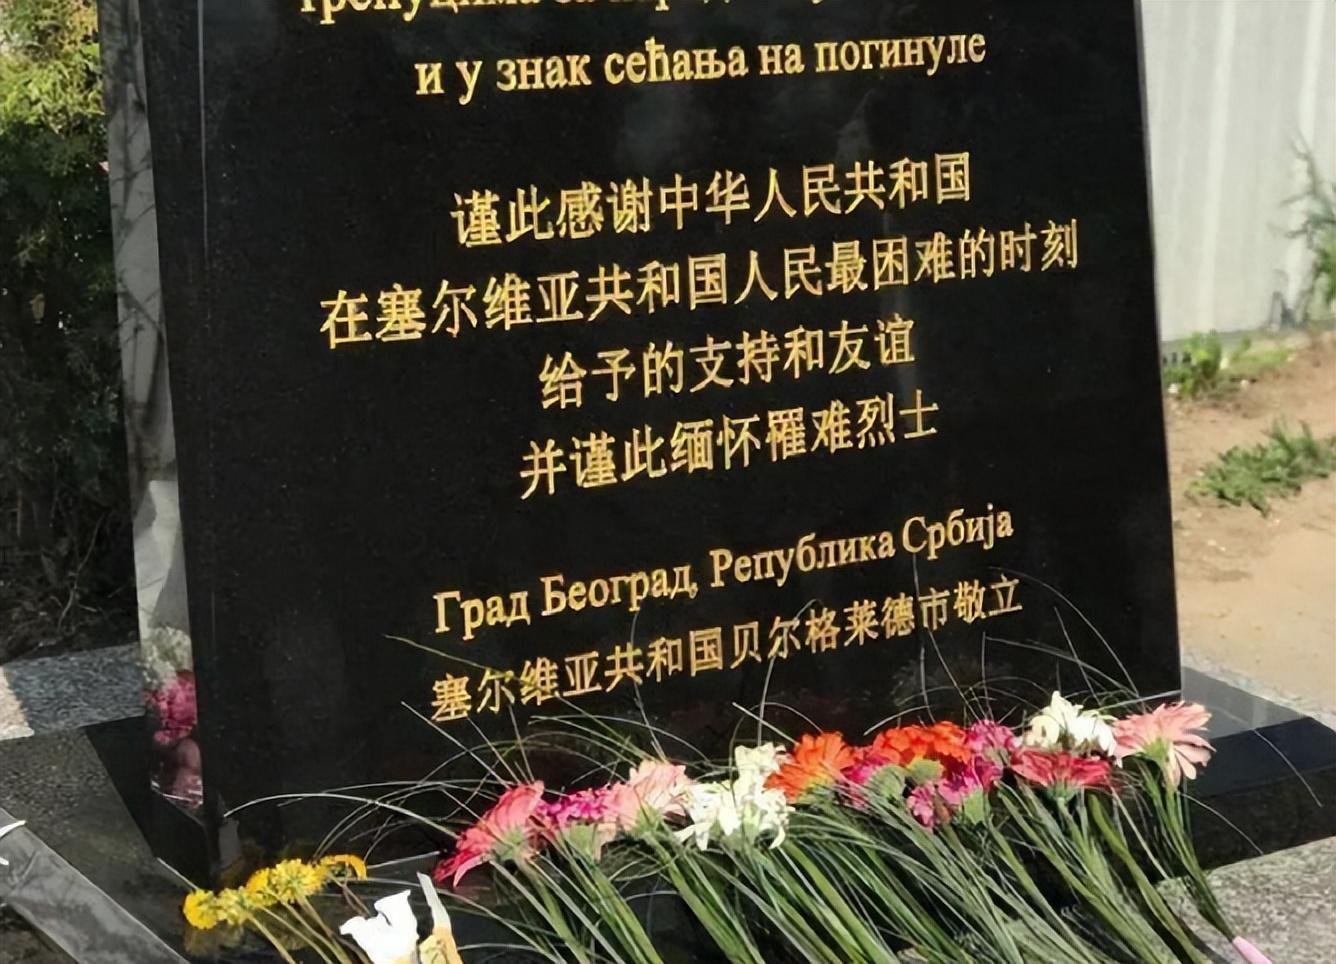 и у знак сећања на погинуле
谨此感谢中华人民共和国
在塞尔维亚共和国人民最困难的时刻
给予的支持和友谊
并谨此缅怀罹难烈士
Град Београд, Република Србија
塞尔维亚共和国贝尔格莱德市敬立